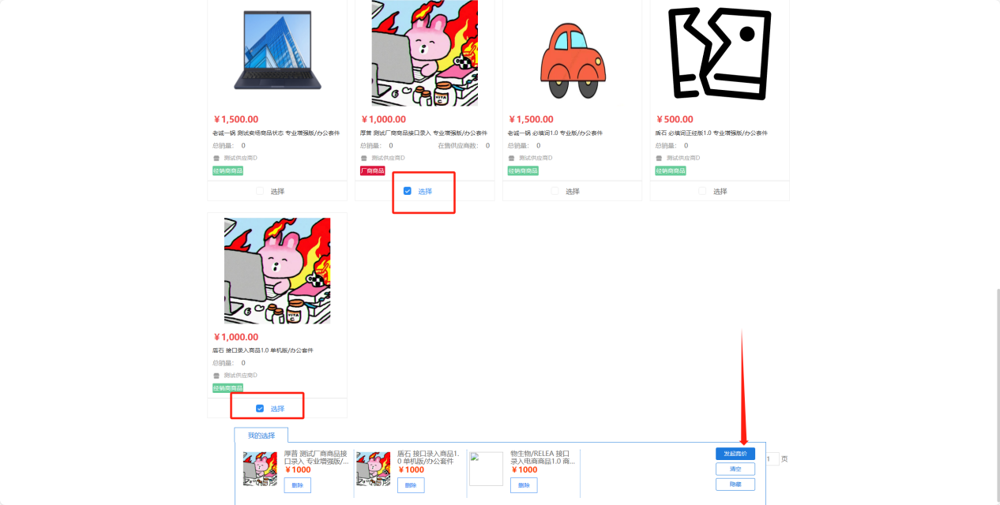 ￥1,500.00
老诚一锅 测试卖场商品状态 专业增强版/办公套件
总销量： 0
测试供应商D
经销商商品
选择
￥1,000.00
厚普 测试厂商商品接口录入 专业增强版/办公套件
总销量： 0 在售供应商数： 0
测试供应商D
厂商商品
选择
￥1,500.00
老诚一锅 必填润1.0 专业版/办公套件
总销量： 0
测试供应商D
经销商商品
选择
￥500.00
盾石 必填润正经版1.0 专业增强版/办公套件
总销量： 0
测试供应商D
经销商商品
选择
VITA
C
￥1,000.00
盾石 接口录入商品1.0 单机版/办公套件
总销量： 0
测试供应商D
经销商商品
选择
我的选择
厚普 测试厂商商品接
口录入 专业增强版/...
￥1000
删除
盾石 接口录入商品1.
0 单机版/办公套件
￥1000
删除
物生物/RELEA 接口
录入电商商品1.0 商...
￥1000
删除
发起竞价
清空
隐藏
1 页